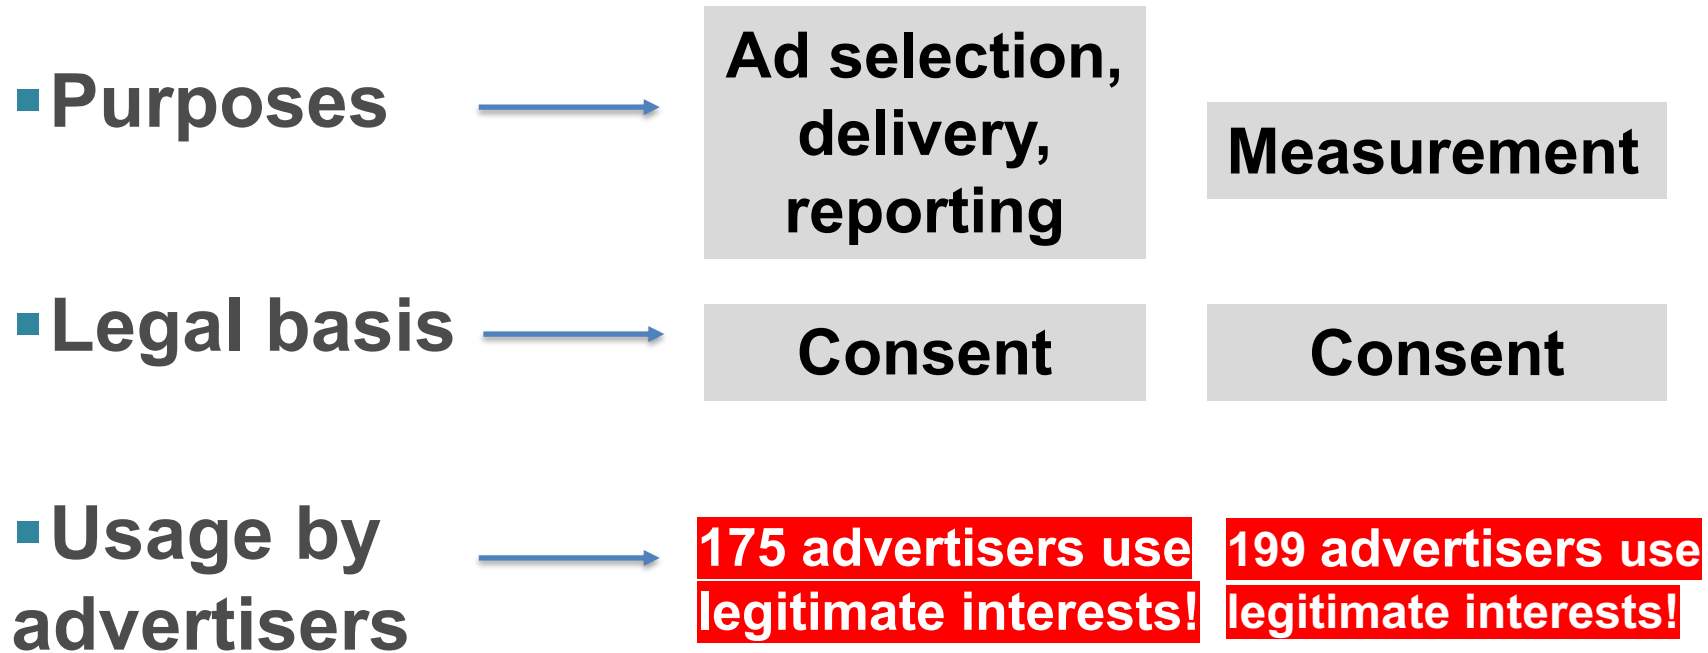 Purposes
Ad selection,
delivery,
reporting
Measurement
Legal basis
Consent
Consent
Usage by
advertisers
175 advertisers use
legitimate interests!
199 advertisers use
legitimate interests!